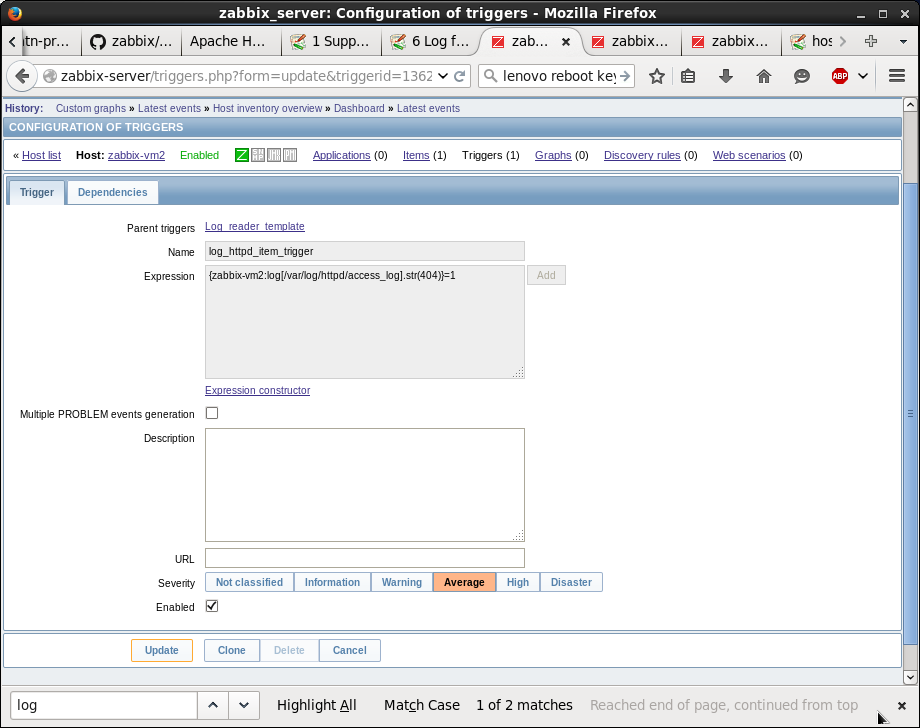 zabbix_server: Configuration of triggers - Mozilla Firefox
tn-pr... zabbix/... Apache H... 1 Supp... 6 Log f... zab... zabbix... zabbix... hos
zabbix-server/triggers.php?form=update&triggerid=1362 lenovo reboot key ABP
History: Custom graphs » Latest events » Host inventory overview » Dashboard » Latest events
CONFIGURATION OF TRIGGERS
« Host list Host: zabbix-vm2 Enabled Z Applications (0) Items (1) Triggers (1) Graphs (0) Discovery rules (0) Web scenarios (0)
Trigger Dependencies
Parent triggers Log_reader_template
Name log_httpd_item_trigger
Expression {zabbix-vm2:log[/var/log/httpd/access_log].str(404)}=1 Add
Expression constructor
Multiple PROBLEM events generation
Description
URL
Severity Not classified Information Warning Average High Disaster
Enabled
Update Clone Delete Cancel
log Highlight All Match Case 1 of 2 matches Reached end of page, continued from top